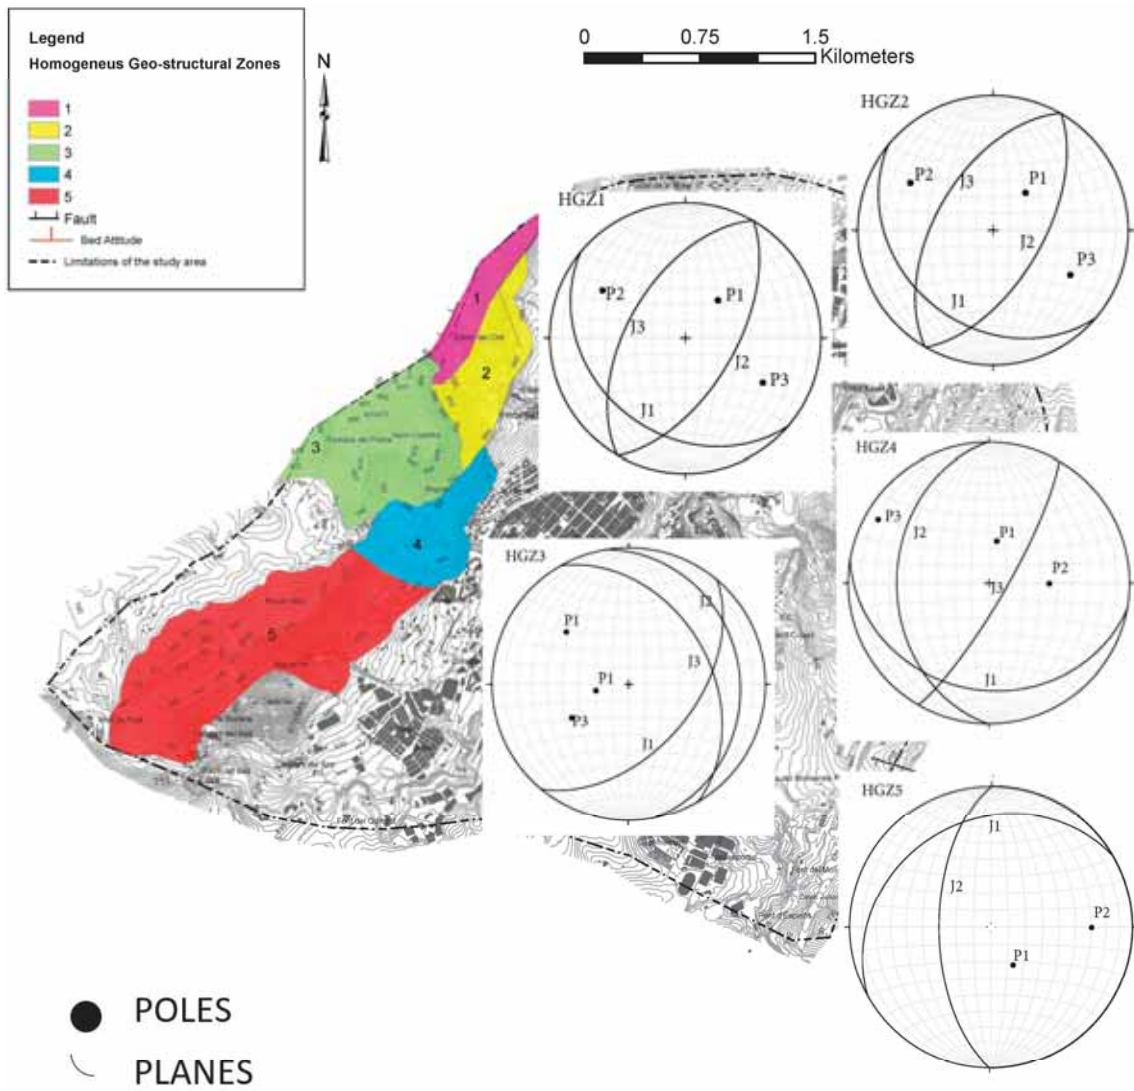 Legend
Homogeneus Geo-structural Zones
1
2
3
4
5
Fault
Bed Attitude
Limitations of the study area
N
0 0.75 1.5
Kilometers
HGZ2
P2
J3
P1
J2
P3
J1
HGZ1
P2
P1
J3
J2
P3
J1
1
2
3
4
5
HGZ4
P3
J2
P1
P2
J3
J1
HGZ3
P1
J2
J3
P1
P3
J1
HGZ5
J1
J2
P2
P1
POLES
PLANES